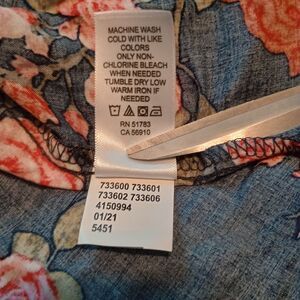 MACHINE WASH
COLD WITH LIKE
COLORS
ONLY NON-
CHLORINE BLEACH
WHEN NEEDED
TUMBLE DRY LOW
WARM IRON IF
NEEDED
RN 51783
CA 56910
733600 733601
733602 733606
4150994
01/21
5451